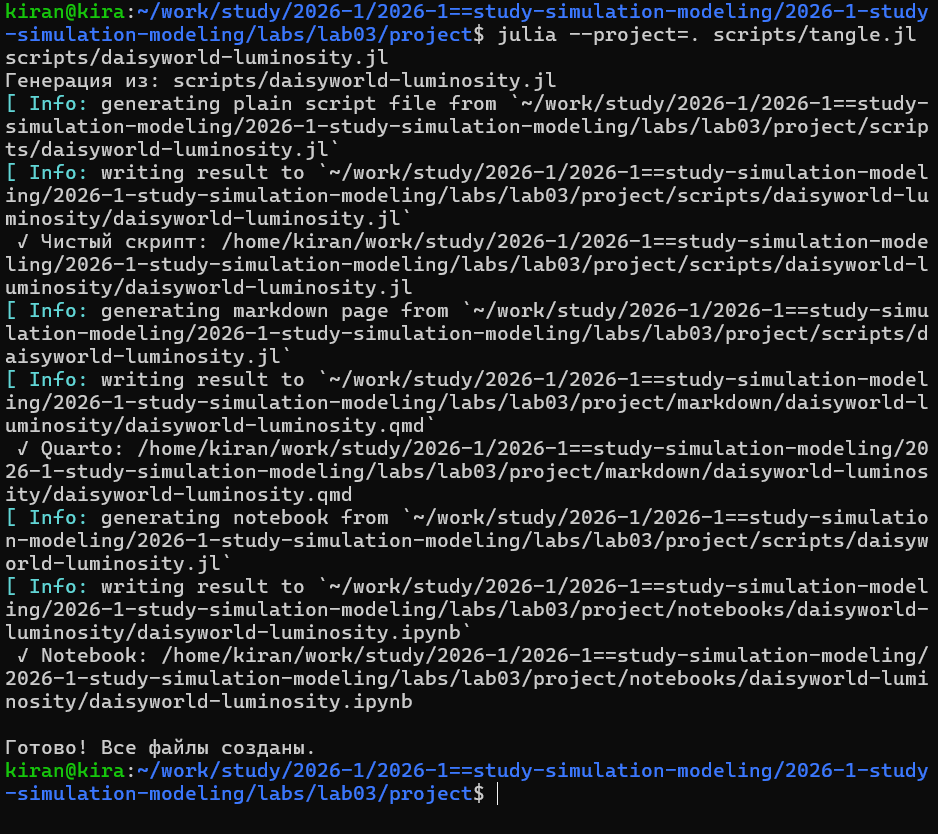 kiran@kira:~/work/study/2026-1/2026-1==study-simulation-modeling/2026-1-study
-simulation-modeling/labs/lab03/project$ julia --project=. scripts/tangle.jl
scripts/daisyworld-luminosity.jl
Генерация из: scripts/daisyworld-luminosity.jl
[ Info: generating plain script file from `~/work/study/2026-1/2026-1==study-
simulation-modeling/2026-1-study-simulation-modeling/labs/lab03/project/scrip
ts/daisyworld-luminosity.jl`
[ Info: writing result to `~/work/study/2026-1/2026-1==study-simulation-model
ing/2026-1-study-simulation-modeling/labs/lab03/project/scripts/daisyworld-lu
minosity/daisyworld-luminosity.jl`
 ✓ Чистый скрипт: /home/kiran/work/study/2026-1/2026-1==study-simulation-mode
ling/2026-1-study-simulation-modeling/labs/lab03/project/scripts/daisyworld-l
uminosity/daisyworld-luminosity.jl
[ Info: generating markdown page from `~/work/study/2026-1/2026-1==study-simu
lation-modeling/2026-1-study-simulation-modeling/labs/lab03/project/scripts/d
aisyworld-luminosity.jl`
[ Info: writing result to `~/work/study/2026-1/2026-1==study-simulation-model
ing/2026-1-study-simulation-modeling/labs/lab03/project/markdown/daisyworld-l
uminosity/daisyworld-luminosity.qmd`
 ✓ Quarto: /home/kiran/work/study/2026-1/2026-1==study-simulation-modeling/20
26-1-study-simulation-modeling/labs/lab03/project/markdown/daisyworld-luminos
ity/daisyworld-luminosity.qmd
[ Info: generating notebook from `~/work/study/2026-1/2026-1==study-simulatio
n-modeling/2026-1-study-simulation-modeling/labs/lab03/project/scripts/daisyw
orld-luminosity.jl`
[ Info: writing result to `~/work/study/2026-1/2026-1==study-simulation-model
ing/2026-1-study-simulation-modeling/labs/lab03/project/notebooks/daisyworld-
luminosity/daisyworld-luminosity.ipynb`
 ✓ Notebook: /home/kiran/work/study/2026-1/2026-1==study-simulation-modeling/
2026-1-study-simulation-modeling/labs/lab03/project/notebooks/daisyworld-lumi
nosity/daisyworld-luminosity.ipynb
Готово! Все файлы созданы.
kiran@kira:~/work/study/2026-1/2026-1==study-simulation-modeling/2026-1-study
-simulation-modeling/labs/lab03/project$